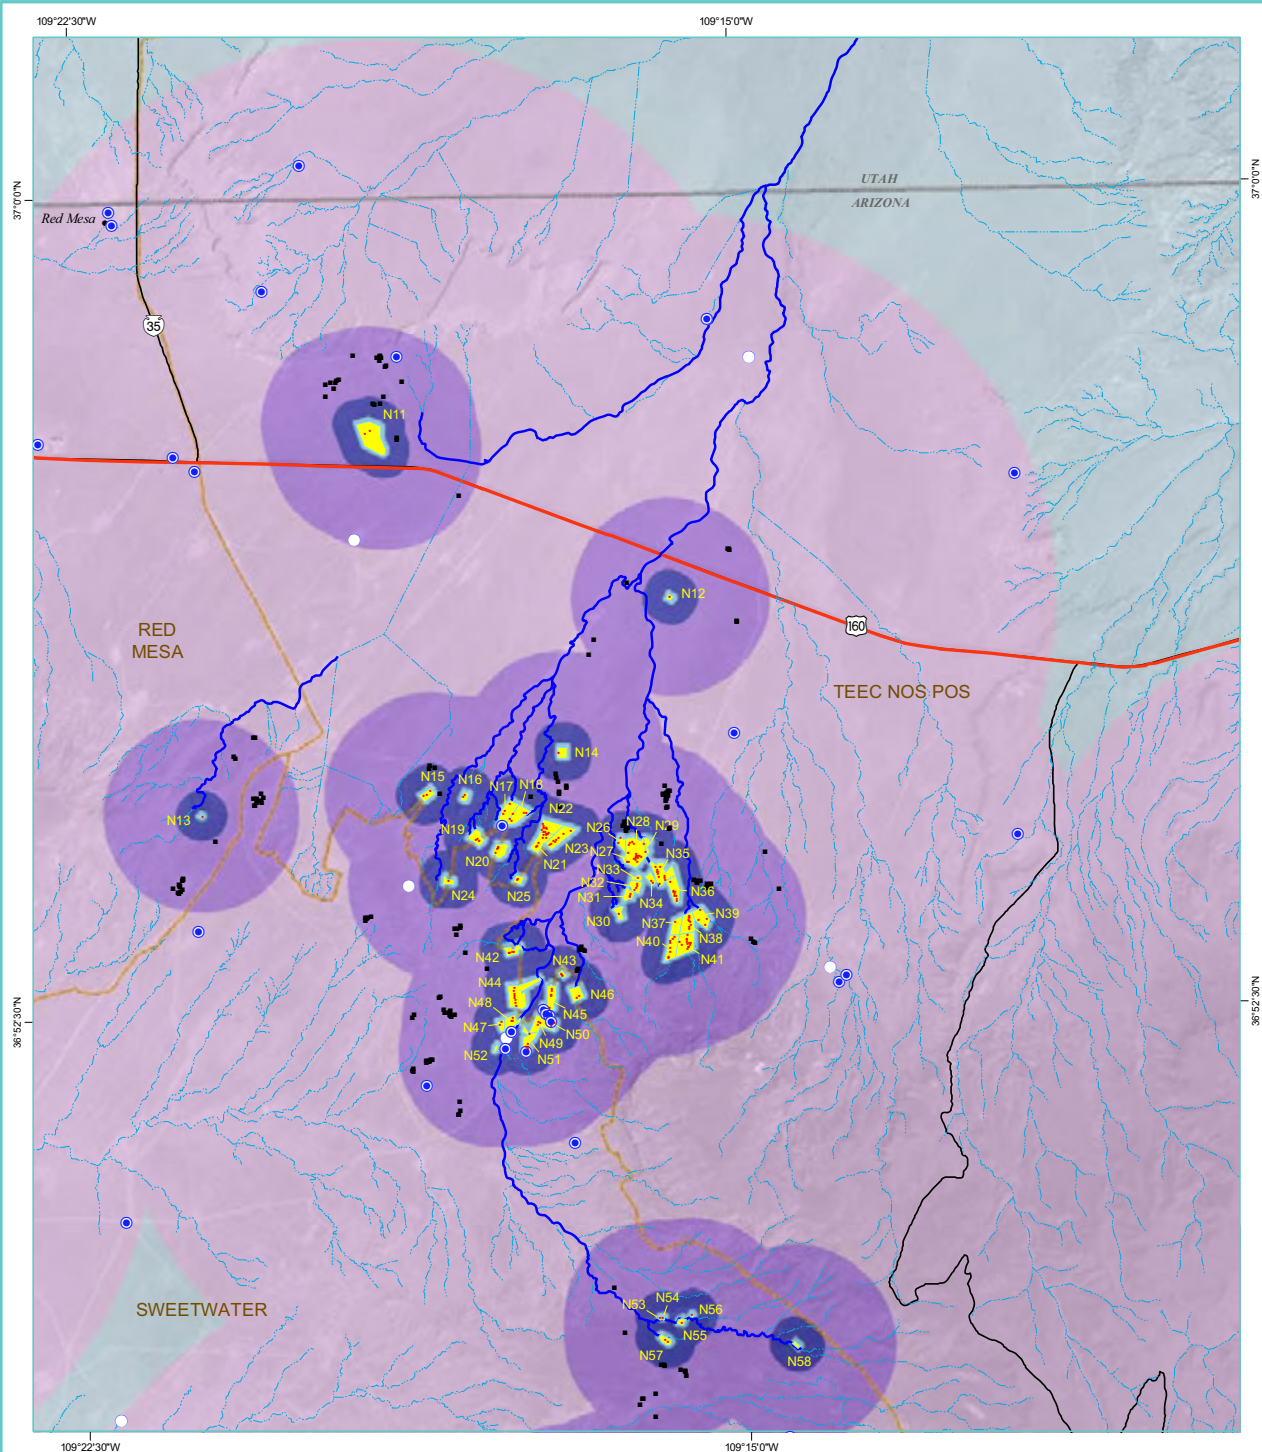 109°22'30"W
109°15'0"W
37°0'0"N
37°0'0"N
UTAH
ARIZONA
Red Mesa
35
N11
N12
160
RED
MESA
TEEC NOS POS
N14
N15
N16
N17
N18
N13
N22
N19
N26
N28
N29
N23
N27
N20
N21
N35
N33
N32
N24
N25
N31
N36
N34
N30
N39
N37
N38
N40
N42
N41
N43
N44
N46
N48
N45
N47
N50
N49
N52
N51
36°52'30"N
36°52'30"N
SWEETWATER
N54
N53
N56
N55
N57
N58
109°22'30"W
109°15'0"W